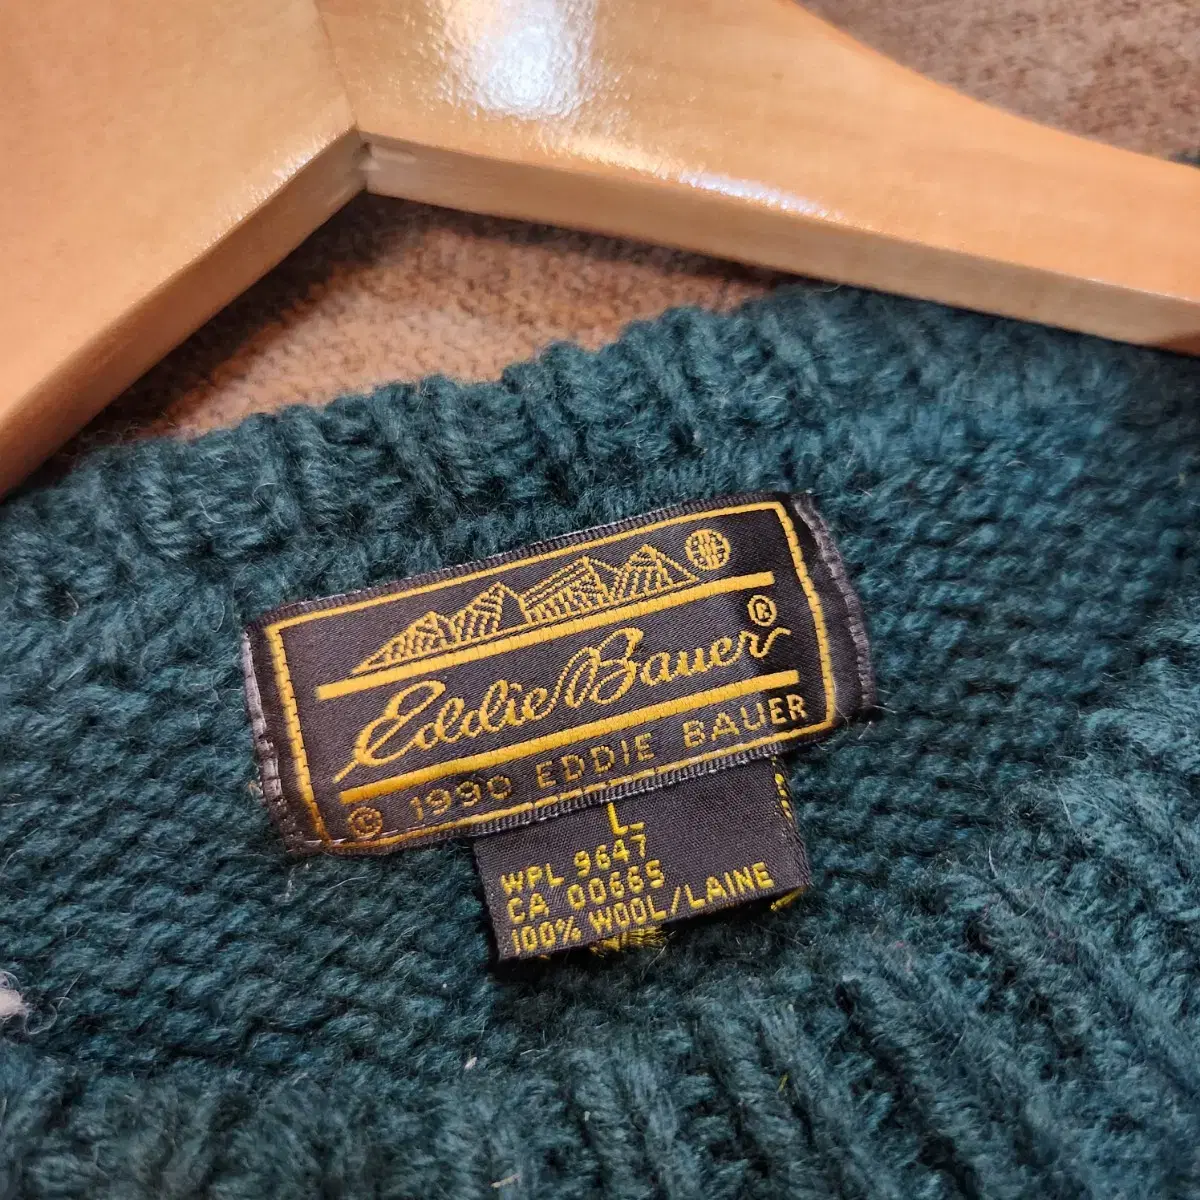 Eddie Bauer®
© 1990 EDDIE BAUER
L
WPL 9647
CA 00665
100% WOOL/LAINE